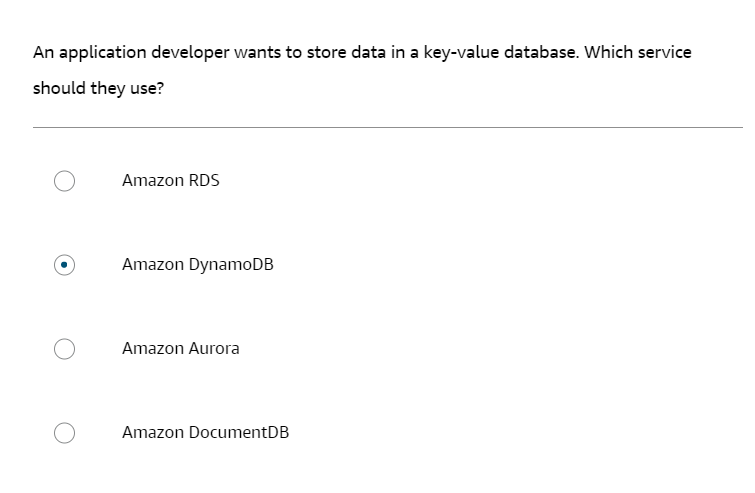 An application developer wants to store data in a key-value database. Which service
should they use?
Amazon RDS
Amazon DynamoDB
Amazon Aurora
Amazon DocumentDB